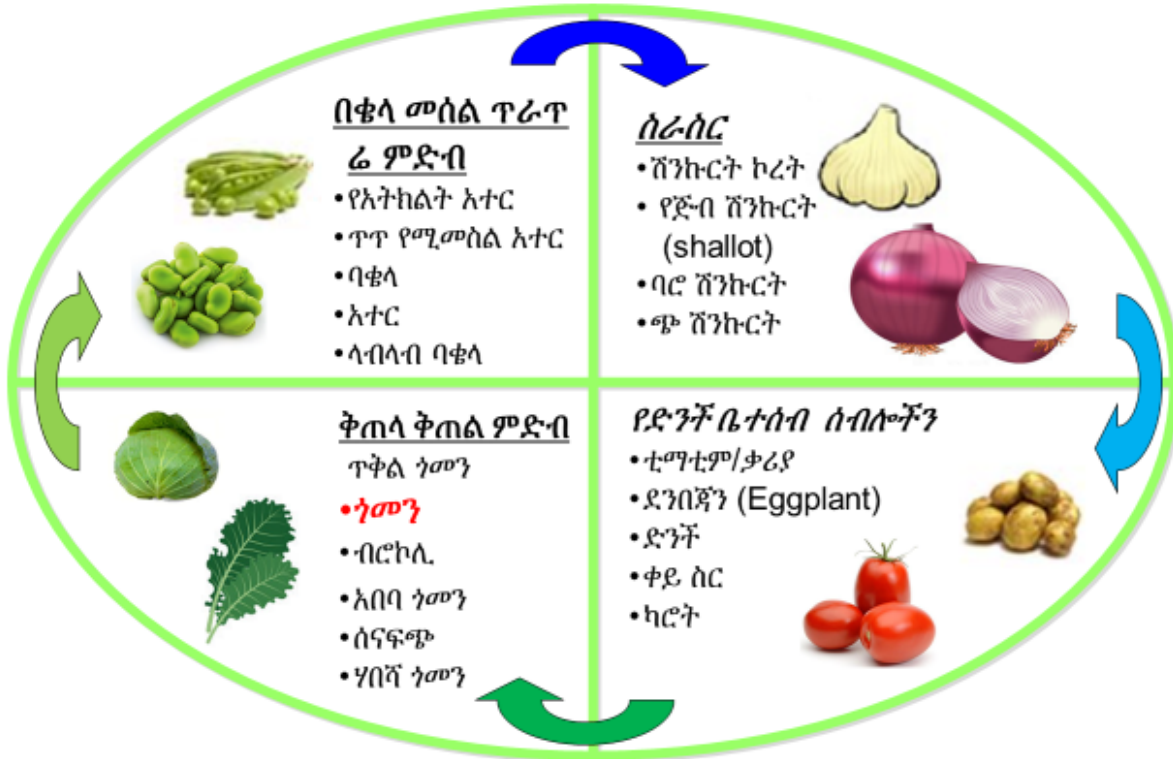 በቄላ መሰል ጥራጥ
ሬ ምድብ
•የአትክልት አተር
•ጥጥ የሚመስል አተር
•ባቄላ
•አተር
•ላብላብ ባቄላ
ስራስር
•ሽንኩርት ኮረት
• የጅብ ሽንኩርት
(shallot)
•ባሮ ሽንኩርት
•ጭ ሽንኩርት
ቅጠላ ቅጠል ምድብ
ጥቅል ጎመን
•ጎመን
•ብሮኮሊ
•አበባ ጎመን
•ሰናፍጭ
•ሃበሻ ጎመን
የድንች ቤተሰብ ሰብሎችን
•ቲማቲም/ቃሪያ
•ደንበጃን (Eggplant)
•ድንች
•ቀይ ስር
•ካሮት